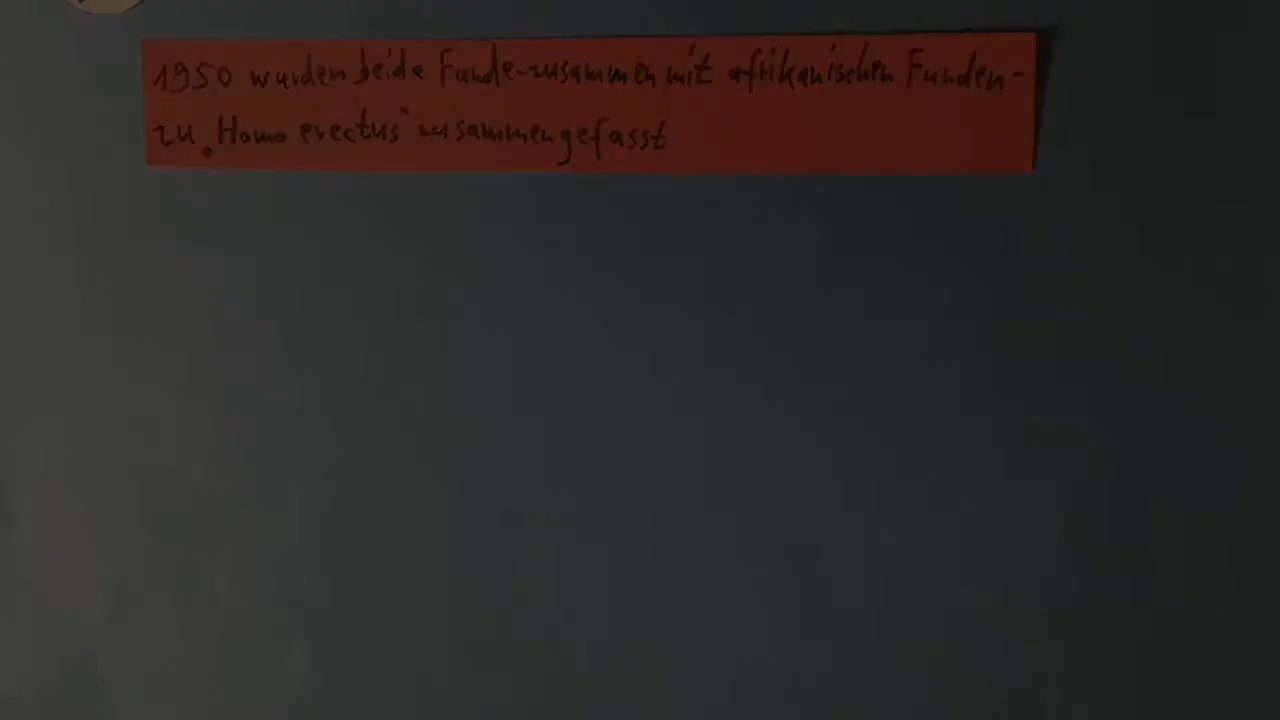 1950 wurden beide Funde-zusammen mit afrikanischen Funden-
zu „Homo erectus" zusammengefasst